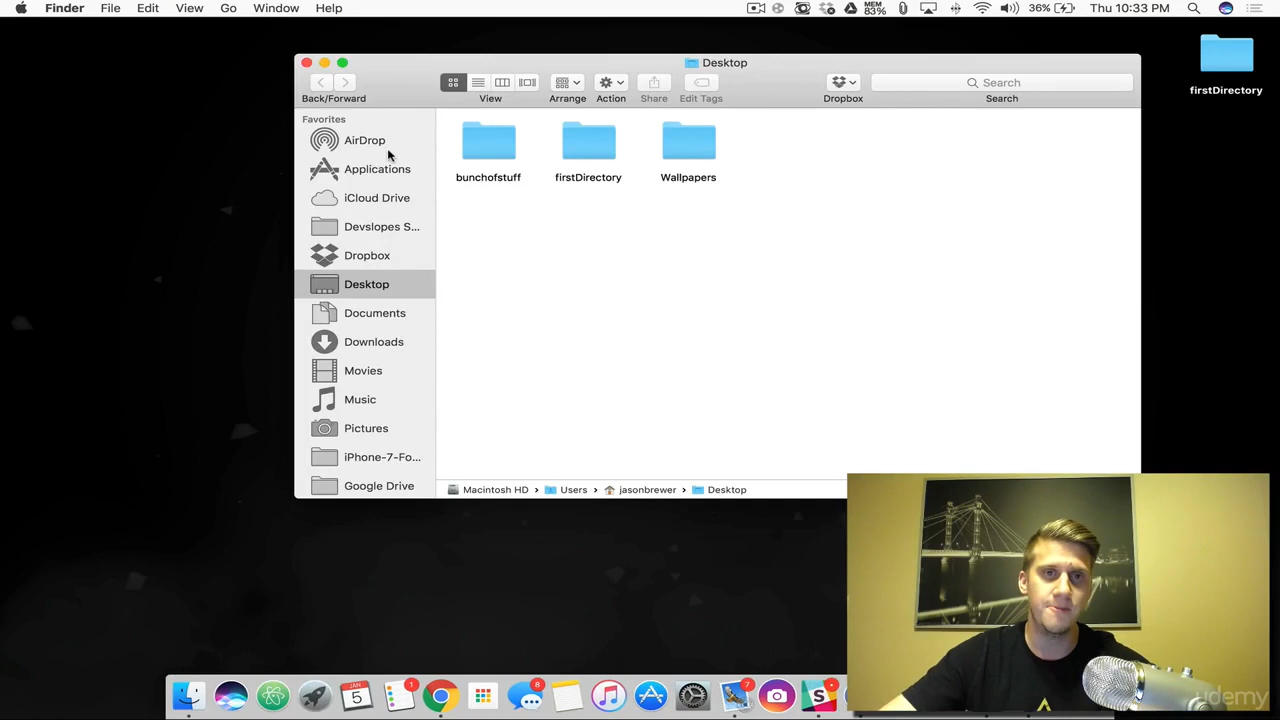 Finder File Edit View Go Window Help
MEM 83% 36% Thu 10:33 PM
Desktop
Search
Back/Forward View Arrange Action Share Edit Tags Dropbox Search
firstDirectory
Favorites
AirDrop
Applications
iCloud Drive
Devslopes S...
Dropbox
Desktop
Documents
Downloads
Movies
Music
Pictures
iPhone-7-Fo...
Google Drive
bunchofstuff firstDirectory Wallpapers
Macintosh HD › Users › jasonbrewer › Desktop
JAN 5 1 8 7
udemy